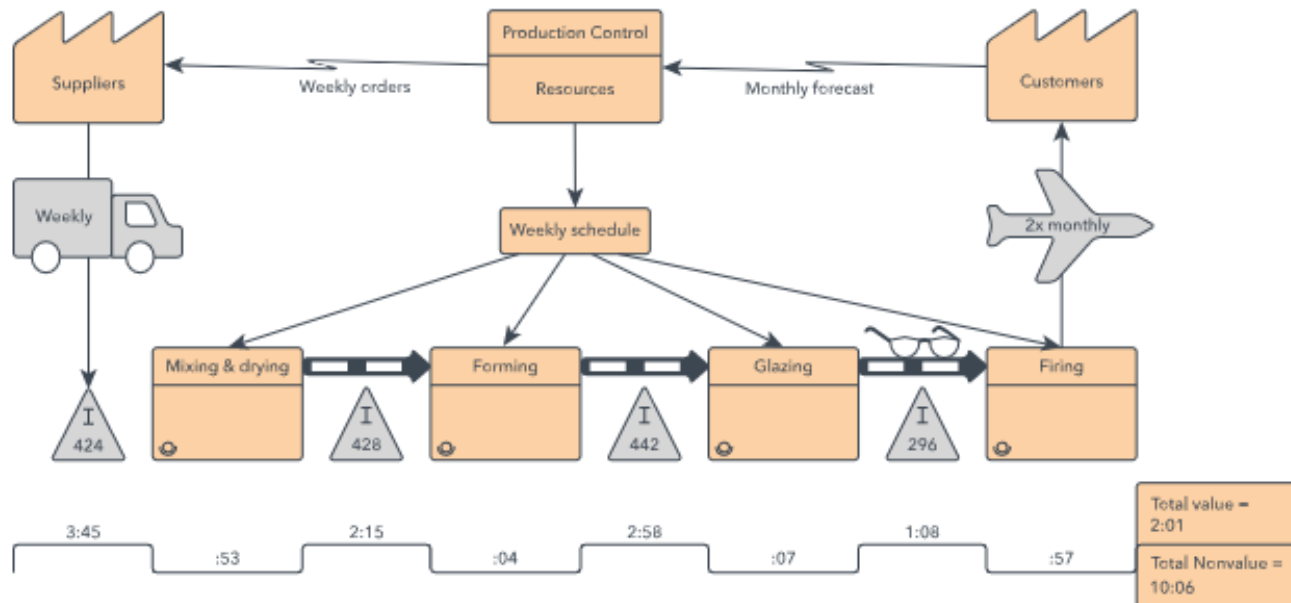 Production Control
Suppliers
Weekly orders
Resources
Monthly forecast
Customers
Weekly
Weekly schedule
2x monthly
Mixing & drying
Forming
Glazing
Firing
I
424
I
428
I
442
I
296
3:45
:53
2:15
:04
2:58
:07
1:08
:57
Total value =
2:01
Total Nonvalue =
10:06